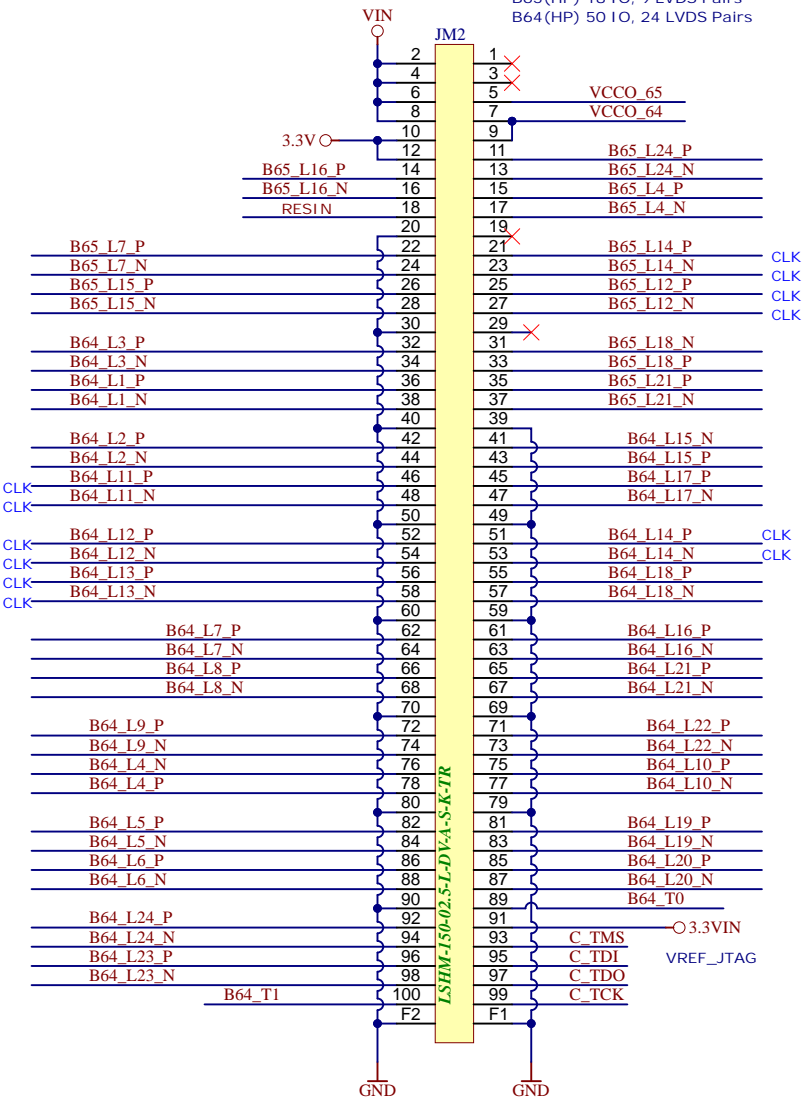 B64(HP) 50 IO, 24 LVDS Pairs
VIN
JM2
2 1
4 3
6 5 VCCO_65
8 7 VCCO_64
3.3V 10 9
12 11 B65_L24_P
B65_L16_P 14 13 B65_L24_N
B65_L16_N 16 15 B65_L4_P
RESIN 18 17 B65_L4_N
20 19
B65_L7_P 22 21 B65_L14_P CLK
B65_L7_N 24 23 B65_L14_N CLK
B65_L15_P 26 25 B65_L12_P CLK
B65_L15_N 28 27 B65_L12_N CLK
30 29
B64_L3_P 32 31 B65_L18_N
B64_L3_N 34 33 B65_L18_P
B64_L1_P 36 35 B65_L21_P
B64_L1_N 38 37 B65_L21_N
40 39
B64_L2_P 42 41 B64_L15_N
B64_L2_N 44 43 B64_L15_P
CLK B64_L11_P 46 45 B64_L17_P
CLK B64_L11_N 48 47 B64_L17_N
50 49
CLK B64_L12_P 52 51 B64_L14_P CLK
CLK B64_L12_N 54 53 B64_L14_N CLK
CLK B64_L13_P 56 55 B64_L18_P
CLK B64_L13_N 58 57 B64_L18_N
60 59
B64_L7_P 62 61 B64_L16_P
B64_L7_N 64 63 B64_L16_N
B64_L8_P 66 65 B64_L21_P
B64_L8_N 68 67 B64_L21_N
70 69
B64_L9_P 72 71 B64_L22_P
B64_L9_N 74 73 B64_L22_N
B64_L4_N 76 75 B64_L10_P
B64_L4_P 78 77 B64_L10_N
80 79
B64_L5_P 82 81 B64_L19_P
B64_L5_N 84 83 B64_L19_N
B64_L6_P 86 85 B64_L20_P
B64_L6_N 88 87 B64_L20_N
90 89 B64_T0
B64_L24_P 92 91 3.3VIN
B64_L24_N 94 93 C_TMS
B64_L23_P 96 95 C_TDI VREF_JTAG
B64_L23_N 98 97 C_TDO
B64_T1 100 99 C_TCK
F2 F1
LSHM-150-02.5-L-DV-A-S-K-TR
GND GND